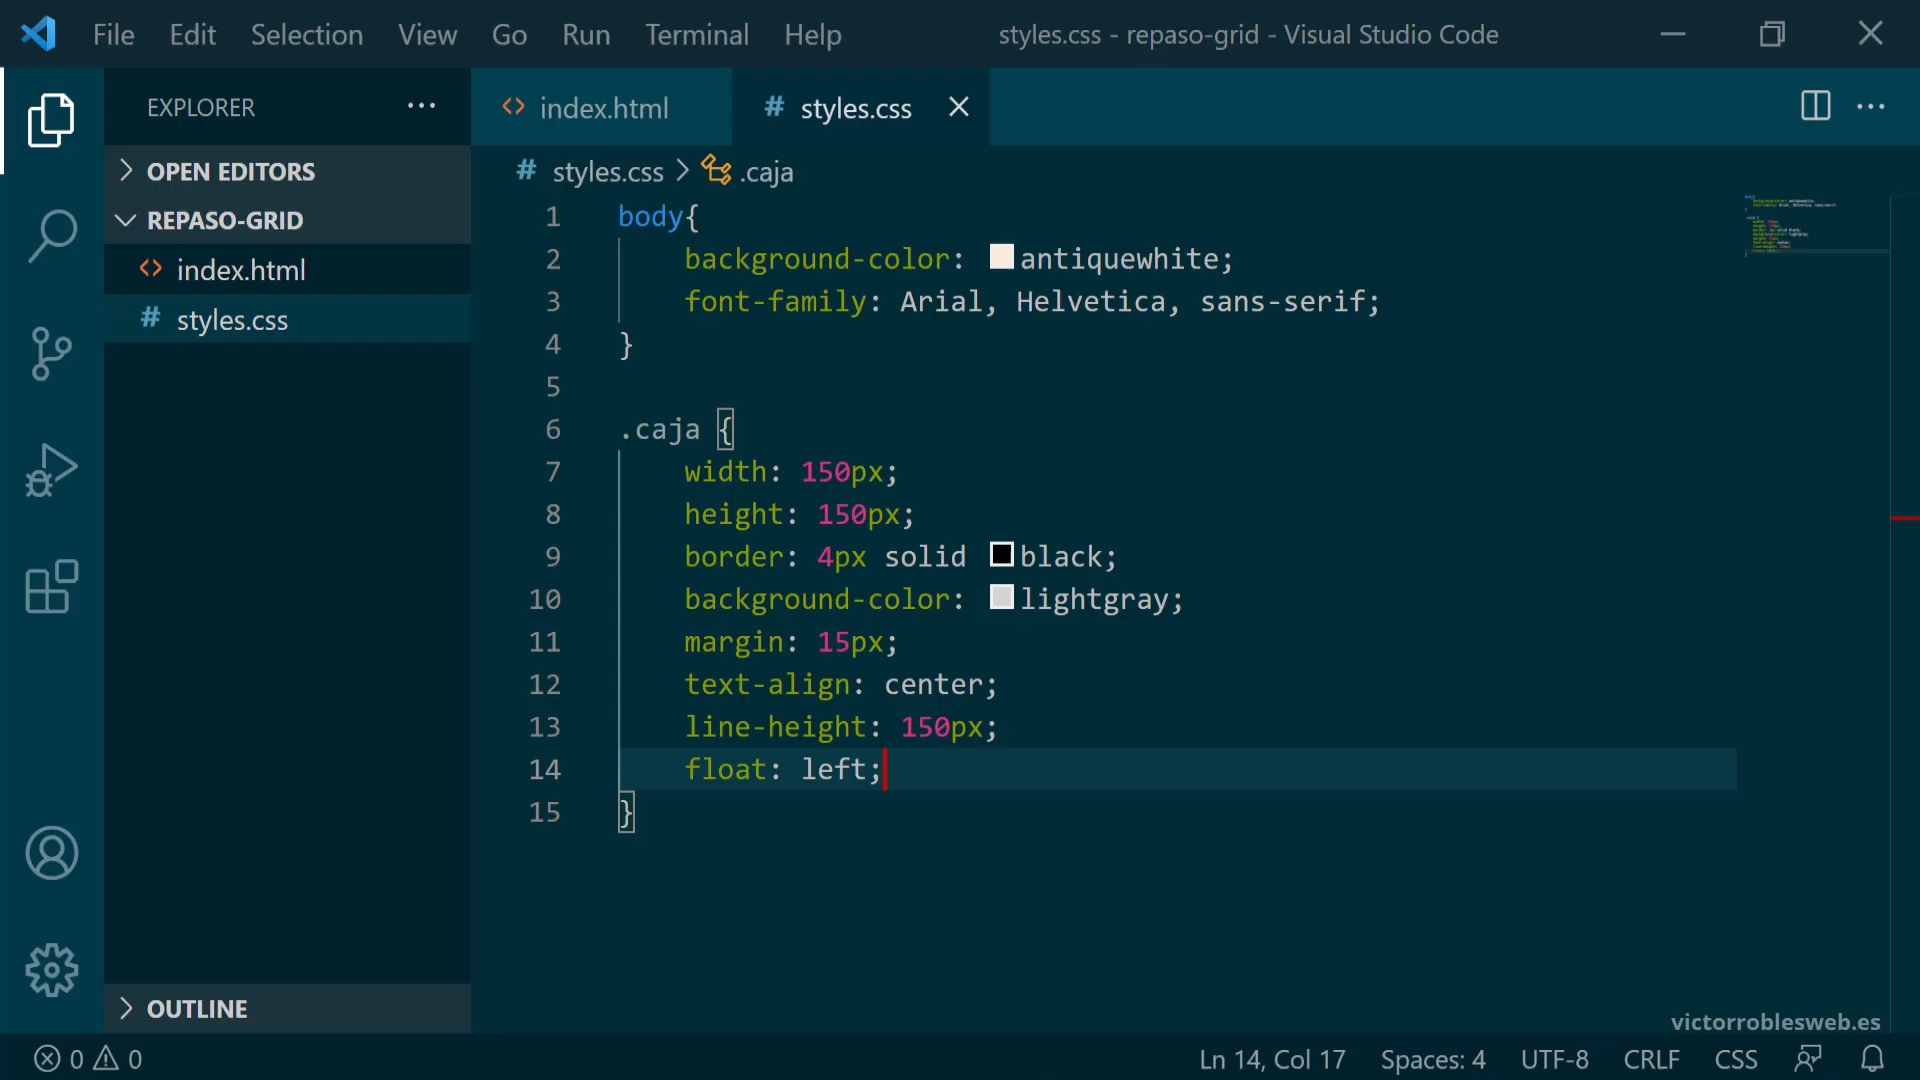 File Edit Selection View Go Run Terminal Help styles.css - repaso-grid - Visual Studio Code
EXPLORER
OPEN EDITORS
REPASO-GRID
index.html
styles.css
OUTLINE
index.html # styles.css
# styles.css > .caja
1 body{
2 background-color: antiquewhite;
3 font-family: Arial, Helvetica, sans-serif;
4 }
5
6 .caja {
7 width: 150px;
8 height: 150px;
9 border: 4px solid black;
10 background-color: lightgray;
11 margin: 15px;
12 text-align: center;
13 line-height: 150px;
14 float: left;
15 }
victorroblesweb.es
0 0 Ln 14, Col 17 Spaces: 4 UTF-8 CRLF CSS